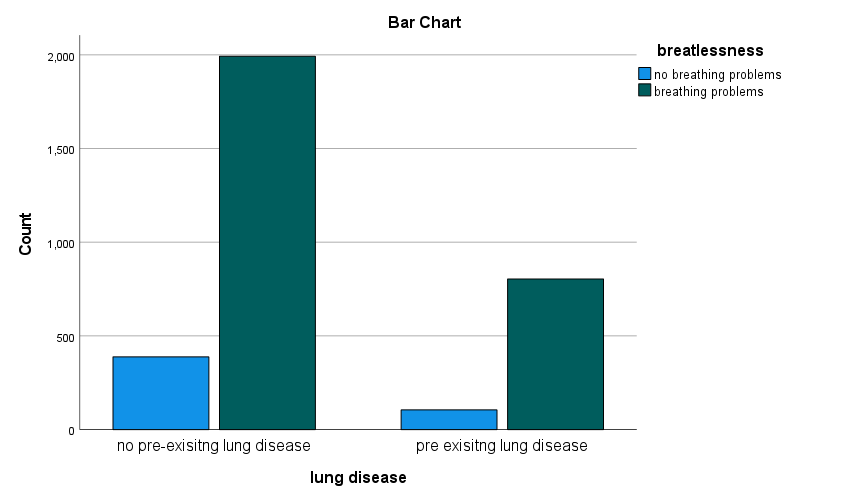 Bar Chart
breatlessness
no breathing problems
breathing problems
2,000
1,500
1,000
500
0
Count
no pre-exisitng lung disease
pre exisitng lung disease
lung disease